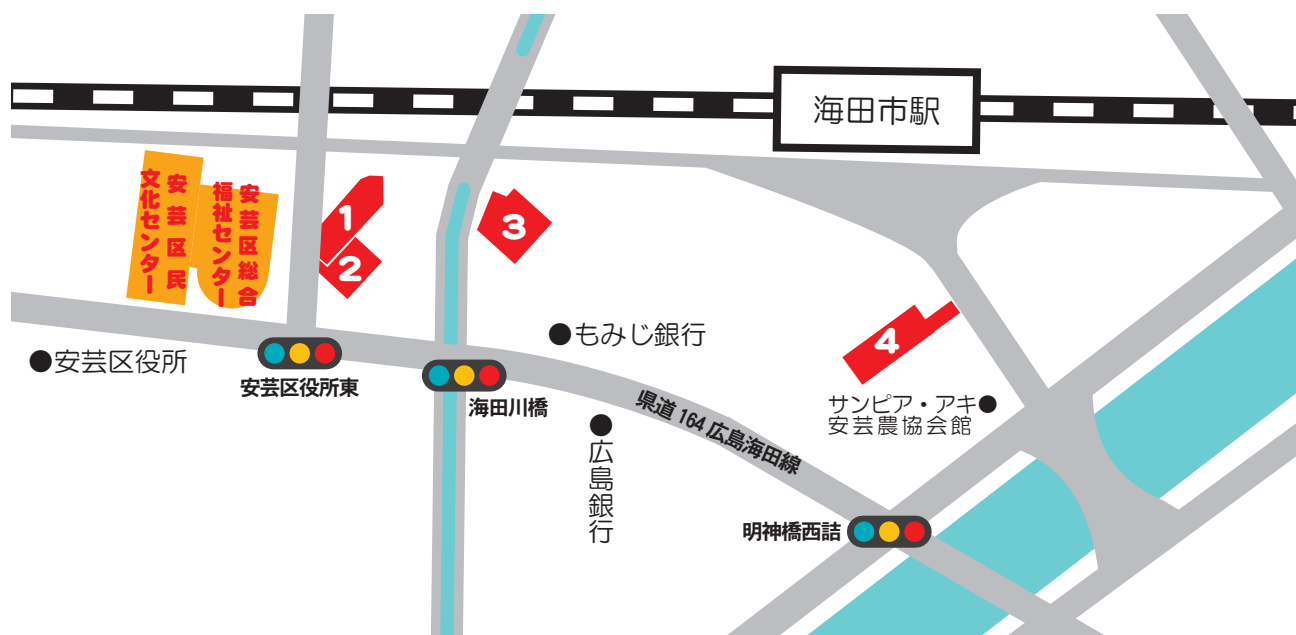 海田市駅
安芸区民
文化センター
安芸区総合
福祉センター
1
2
3
4
●もみじ銀行
●安芸区役所
安芸区役所東
海田川橋
●広島銀行
県道164広島海田線
サンピア・アキ●
安芸農協会館
明神橋西詰